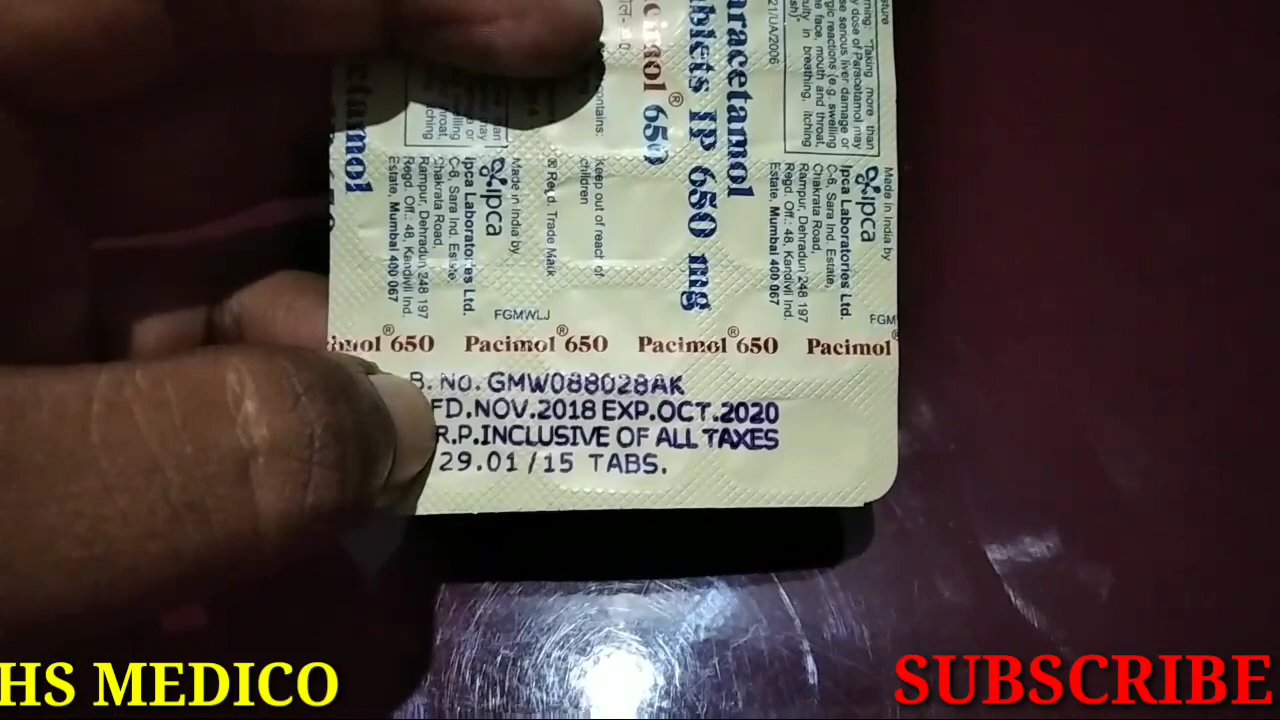 Paracetamol
Tablets IP 650 mg
Pacimol® 650
contains:
Keep out of reach of
children
® Regd. Trade Mark
Made in India by
ipca
Ipca Laboratories Ltd.
C-6, Sara Ind. Estate,
Chakrata Road,
Rampur, Dehradun 248 197
Regd. Off.: 48, Kandivli Ind.
Estate, Mumbai 400 067
FGMWLJ
"Taking more than
dose of Paracetamol may
serious liver damage or
reactions (e.g. swelling
face, mouth and throat,
in breathing, itching
21/UA/2006
Made in India by
ipca
Ipca Laboratories Ltd.
C-6, Sara Ind. Estate,
Chakrata Road,
Rampur, Dehradun 248 197
Regd. Off.: 48, Kandivli Ind.
Estate, Mumbai 400 067
FGM
650 Pacimol® 650 Pacimol® 650 Pacimol®
B. NO. GMW088028AK
FD.NOV.2018 EXP.OCT.2020
R.P.INCLUSIVE OF ALL TAXES
29.01/15 TABS.
HS MEDICO
SUBSCRIBE